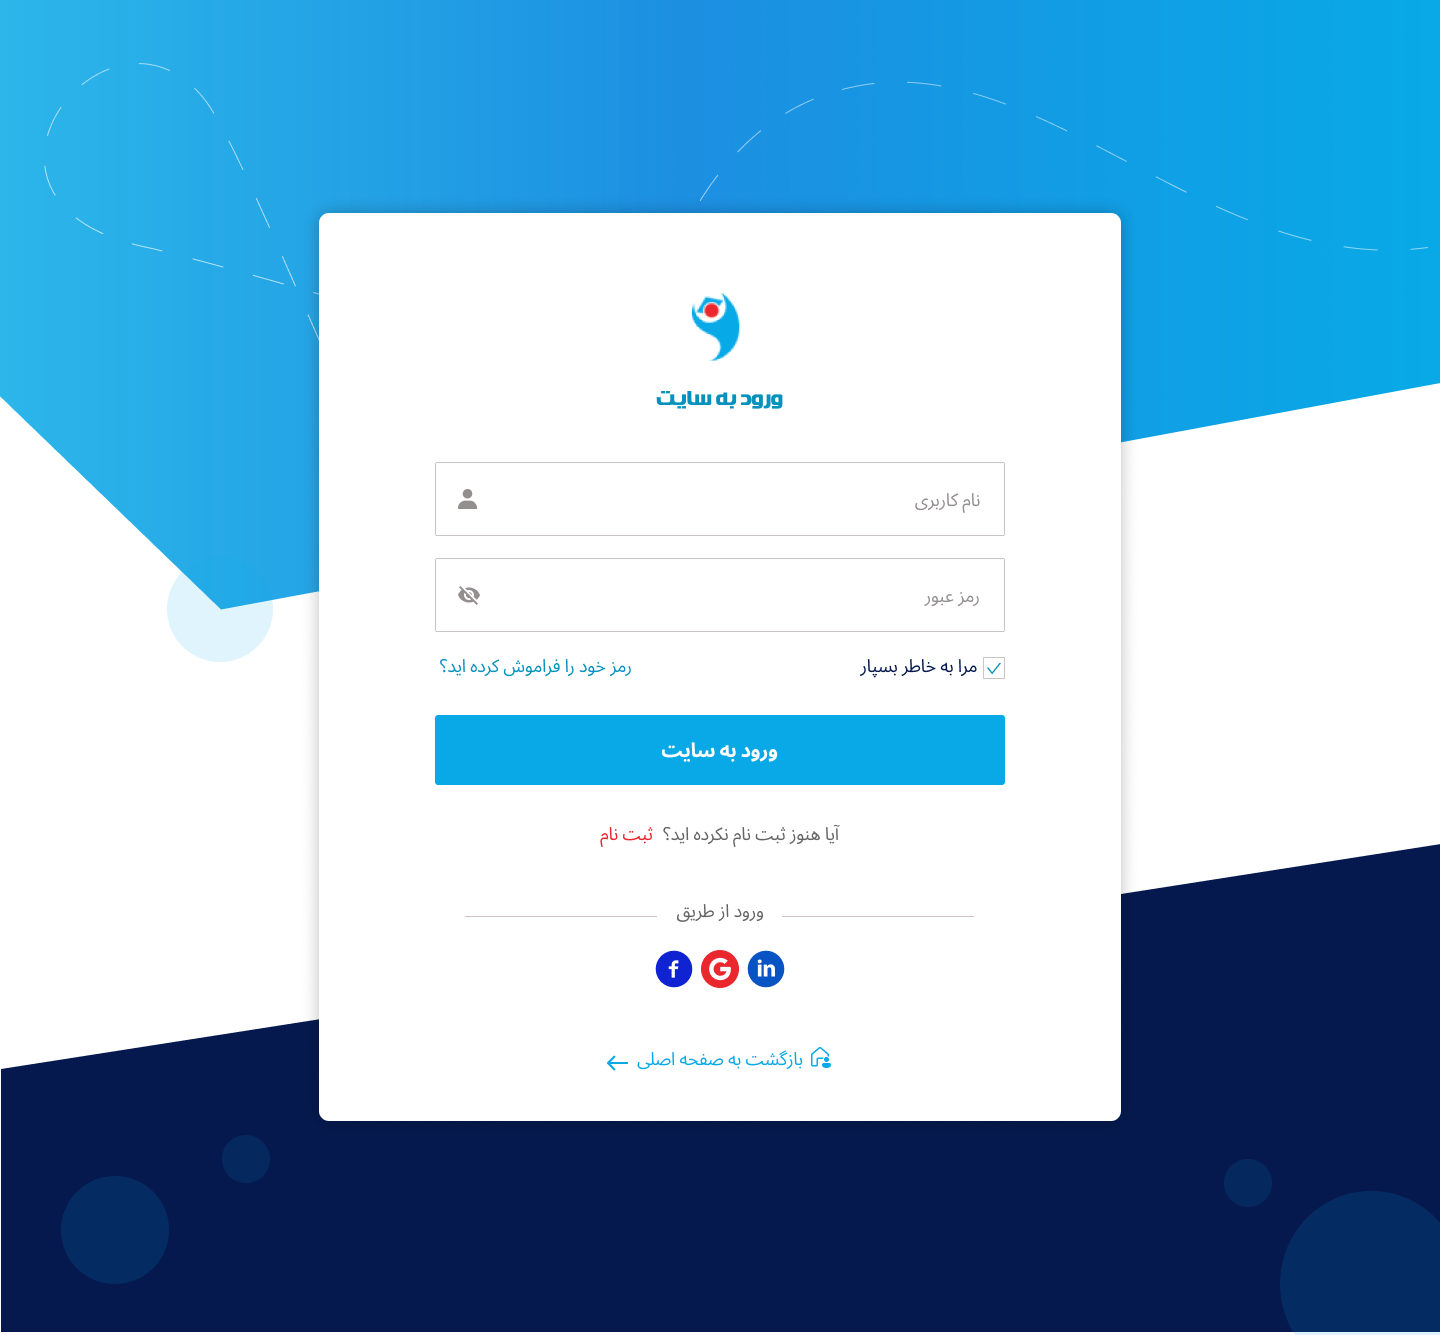 ورود به سایت
نام کاربری
رمز عبور
مرا به خاطر بسپار
رمز خود را فراموش کرده اید؟
ورود به سایت
آیا هنوز ثبت نام نکرده اید؟ ثبت نام
ورود از طریق
f G in
بازگشت به صفحه اصلی